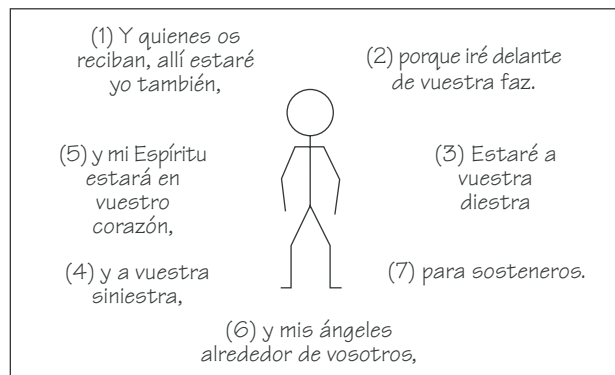 (1) Y quienes os
reciban, allí estaré
yo también,
(2) porque iré delante
de vuestra faz.
(3) Estaré a
vuestra
diestra
(4) y a vuestra
siniestra,
(5) y mi Espíritu
estará en
vuestro
corazón,
(6) y mis ángeles
alrededor de vosotros,
(7) para sosteneros.